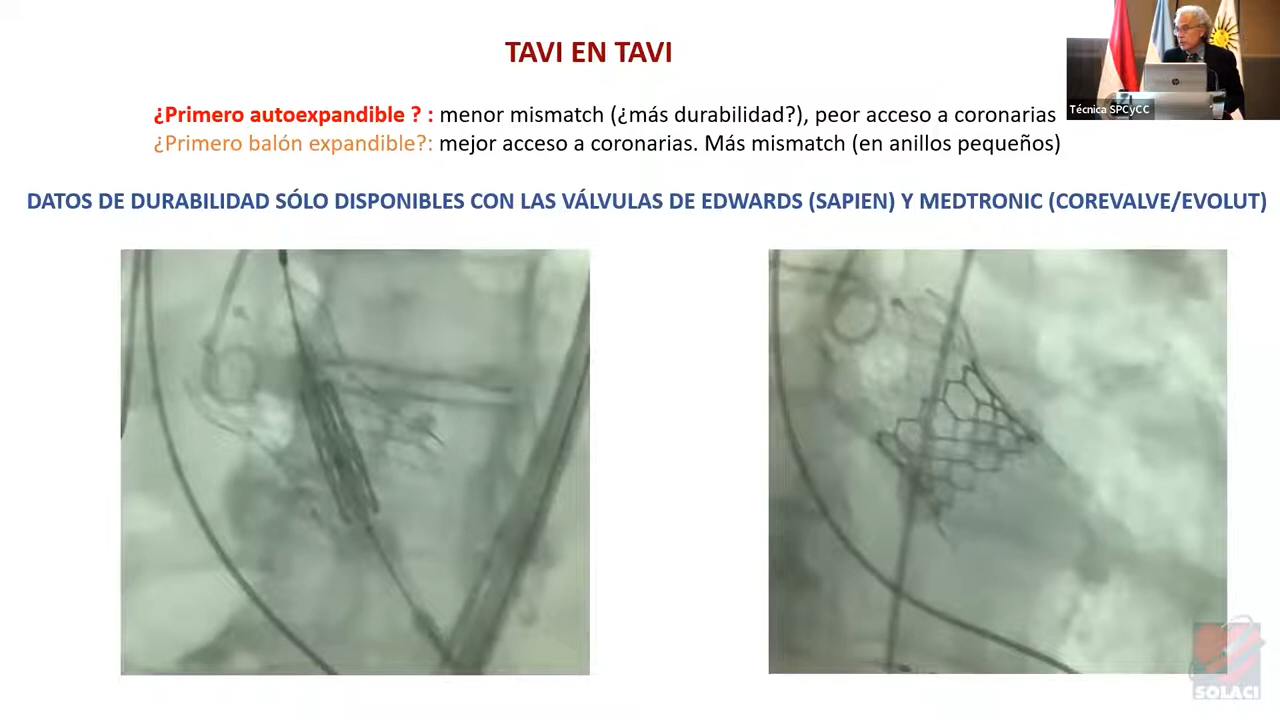 TAVI EN TAVI
¿Primero autoexpandible ? : menor mismatch (¿más durabilidad?), peor acceso a coronarias
¿Primero balón expandible?: mejor acceso a coronarias. Más mismatch (en anillos pequeños)
Técnica SPCyCC
DATOS DE DURABILIDAD SÓLO DISPONIBLES CON LAS VÁLVULAS DE EDWARDS (SAPIEN) Y MEDTRONIC (COREVALVE/EVOLUT)
SOLACI